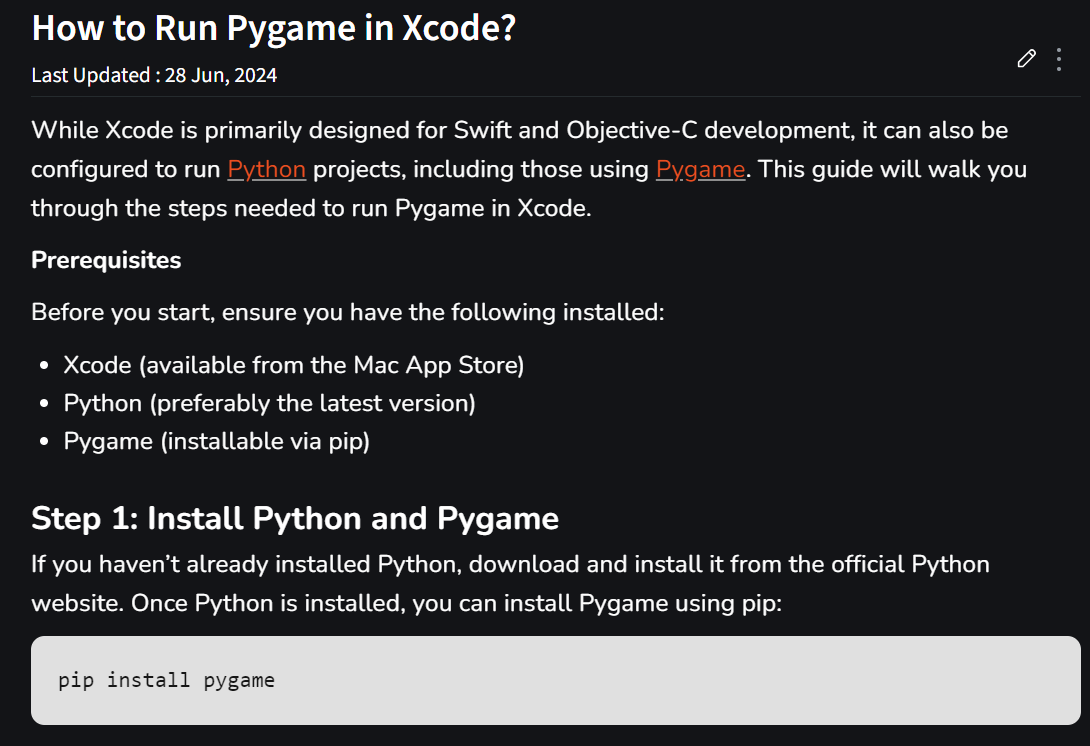 How to Run Pygame in Xcode?
Last Updated : 28 Jun, 2024
While Xcode is primarily designed for Swift and Objective-C development, it can also be
configured to run Python projects, including those using Pygame. This guide will walk you
through the steps needed to run Pygame in Xcode.
Prerequisites
Before you start, ensure you have the following installed:
• Xcode (available from the Mac App Store)
• Python (preferably the latest version)
• Pygame (installable via pip)
Step 1: Install Python and Pygame
If you haven’t already installed Python, download and install it from the official Python
website. Once Python is installed, you can install Pygame using pip:
pip install pygame